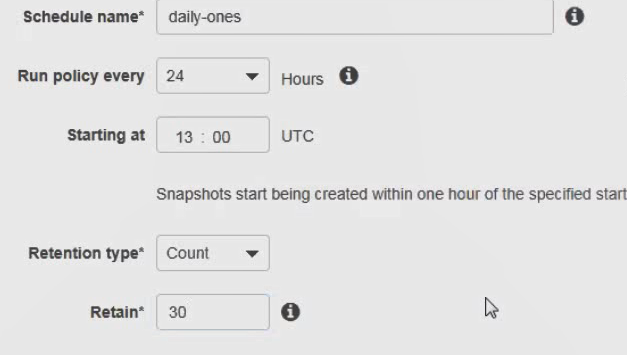 Schedule name* daily-ones
Run policy every 24 Hours
Starting at 13 : 00 UTC
Snapshots start being created within one hour of the specified start
Retention type* Count
Retain* 30